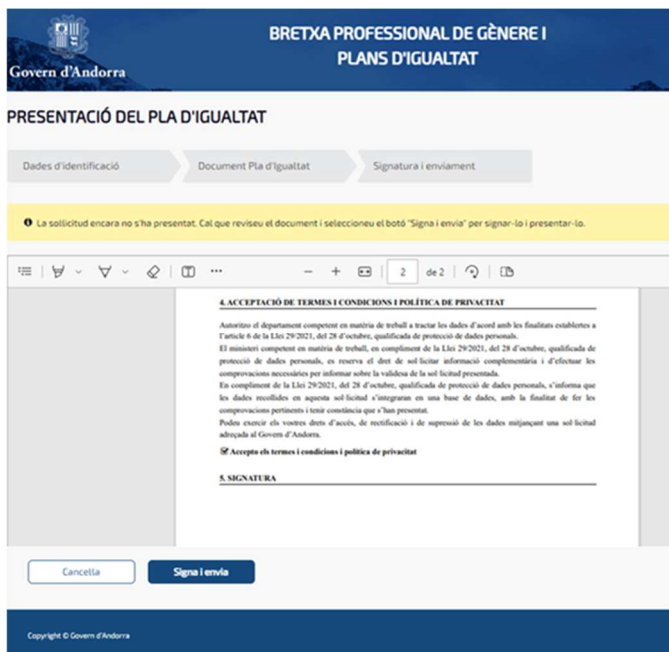 Govern d'Andorra
BRETXA PROFESSIONAL DE GÈNERE I
PLANS D'IGUALTAT
PRESENTACIÓ DEL PLA D'IGUALTAT
Dades d'identificació
Document Pla d'Igualtat
Signatura i enviament
La sol·licitud encara no s'ha presentat. Cal que reviseu el document i seleccioneu el botó "Signa i envia" per signar-lo i presentar-lo.
2 de 2
4. ACCEPTACIÓ DE TERMES I CONDICIONS I POLÍTICA DE PRIVACITAT
Autoritzo el departament competent en matèria de treball a tractar les dades d'acord amb les finalitats establertes a
l'article 6 de la Llei 29/2021, del 28 d'octubre, qualificada de protecció de dades personals.
El ministeri competent en matèria de treball, en compliment de la Llei 29/2021, del 28 d'octubre, qualificada de
protecció de dades personals, es reserva el dret de sol·licitar informació complementària i d'efectuar les
comprovacions necessàries per informar sobre la validesa de la sol·licitud presentada.
En compliment de la Llei 29/2021, del 28 d'octubre, qualificada de protecció de dades personals, s'informa que
les dades recollides en aquesta sol·licitud s'integraran en una base de dades, amb la finalitat de fer les
comprovacions pertinents i tenir constància que s'han presentat.
Podeu exercir els vostres drets d'accés, de rectificació i de supressió de les dades mitjançant una sol·licitud
adreçada al Govern d'Andorra.
Accepto els termes i condicions i política de privacitat
5. SIGNATURA
Cancella
Signa i envia
Copyright © Govern d'Andorra